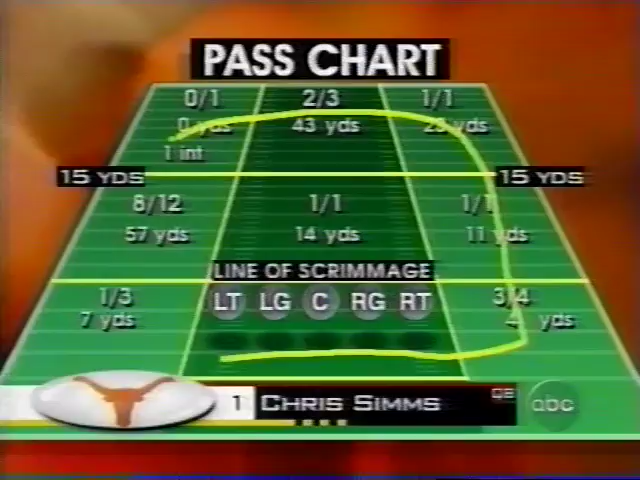 PASS CHART
0/1 2/3 1/1
0 yds 43 yds yds
1 int
15 YDS 15 YDS
8/12 1/1 1/1
57 yds 14 yds 11 yds
LINE OF SCRIMMAGE
1/3 LT LG C RG RT 3/4
7 yds yds
1 CHRIS SIMMS QB abc